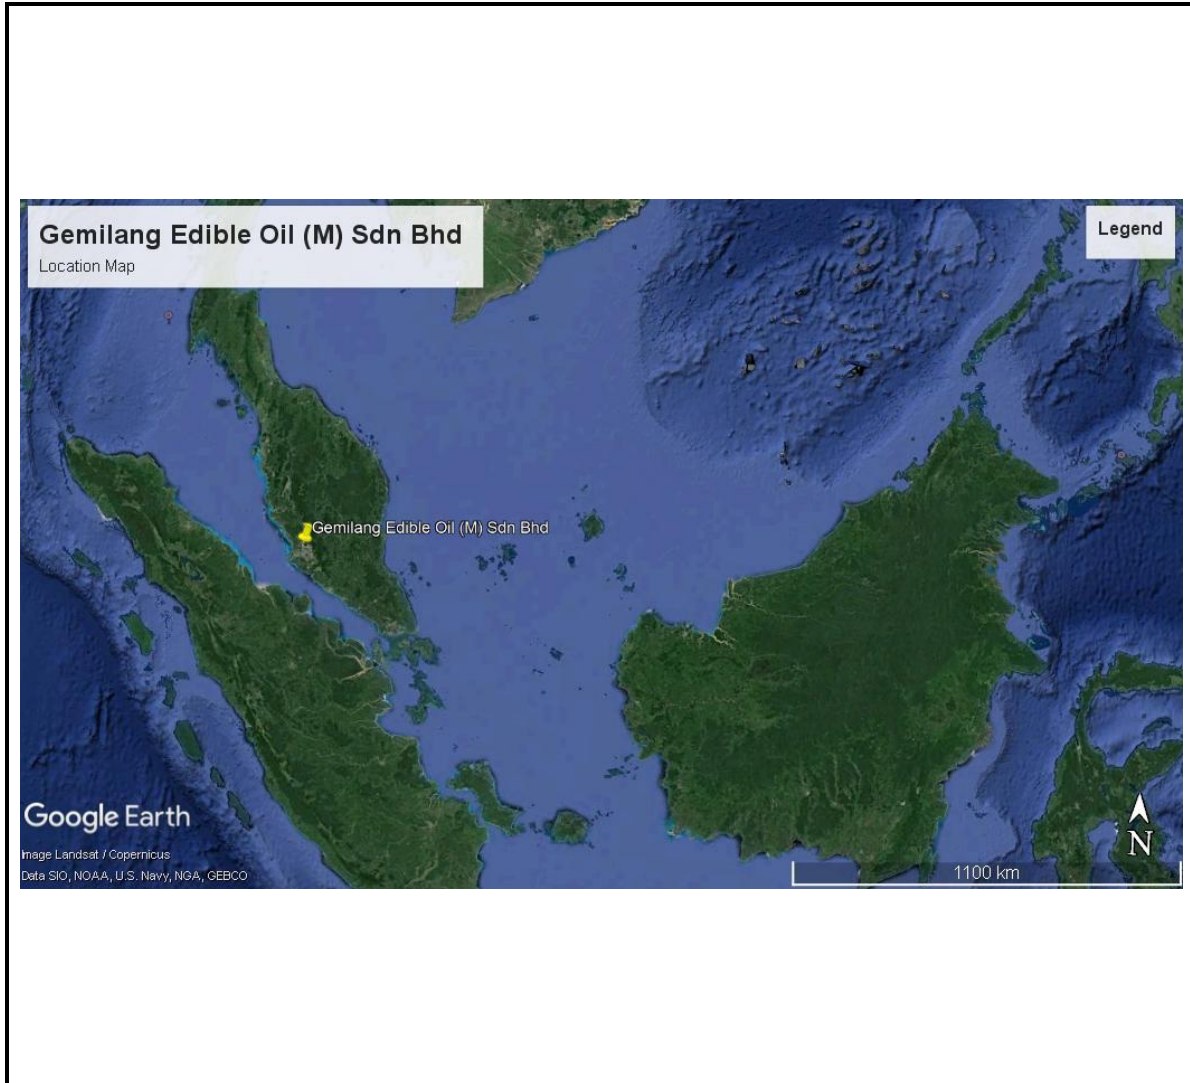 Gemilang Edible Oil (M) Sdn Bhd
Location Map
Legend
Gemilang Edible Oil (M) Sdn Bhd
Google Earth
Image Landsat / Copernicus
Data SIO, NOAA, U.S. Navy, NGA, GEBCO
N
1100 km